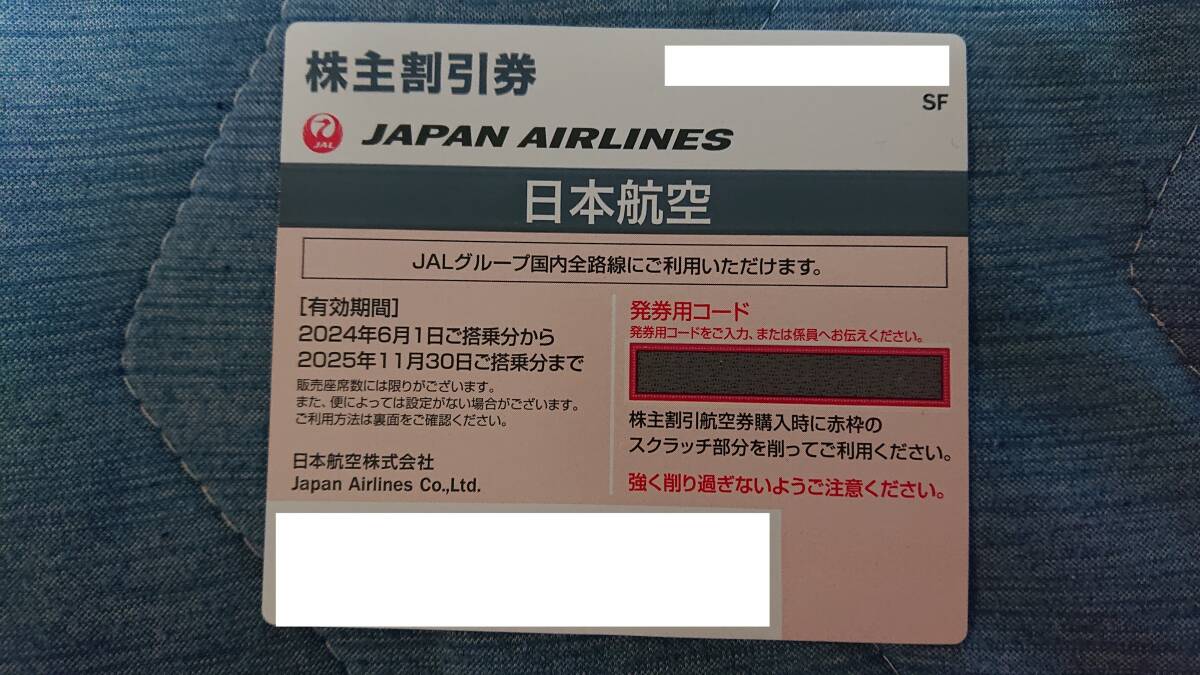 株主割引券
SF
JAL
JAPAN AIRLINES
日本航空
JALグループ国内全路線にご利用いただけます。
[有効期間]
2024年6月1日ご搭乗分から
2025年11月30日ご搭乗分まで
販売座席数には限りがございます。
また、便によっては設定がない場合がございます。
ご利用方法は裏面をご確認ください。
日本航空株式会社
Japan Airlines Co.,Ltd.
発券用コード
発券用コードをご入力、または係員へお伝えください。
株主割引航空券購入時に赤枠の
スクラッチ部分を削ってご利用ください。
強く削り過ぎないようご注意ください。